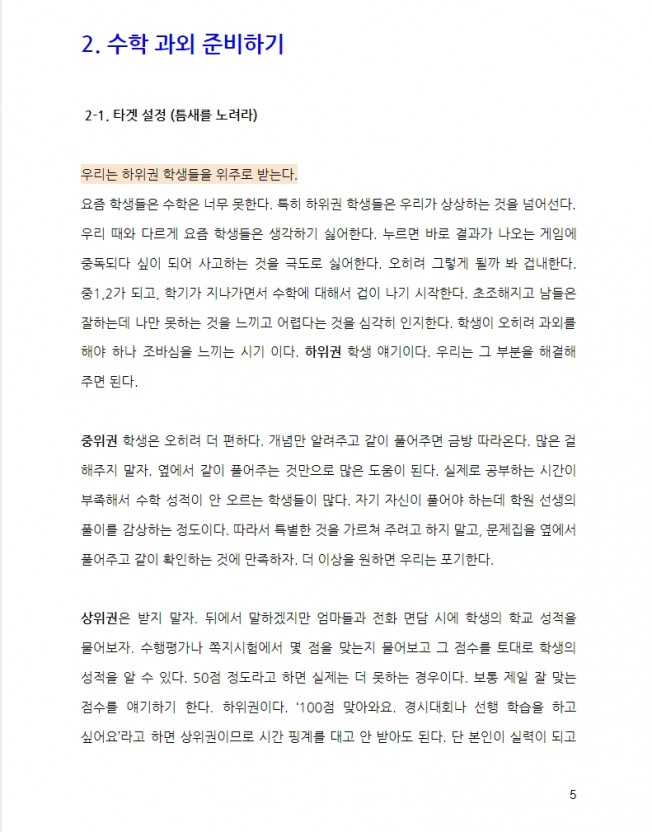 2. 수학 과외 준비하기
2-1. 타겟 설정 (틈새를 노려라)
우리는 하위권 학생들을 위주로 받는다.
요즘 학생들은 수학은 너무 못한다. 특히 하위권 학생들은 우리가 상상하는 것을 넘어선다.
우리 때와 다르게 요즘 학생들은 생각하기 싫어한다. 누르면 바로 결과가 나오는 게임에
중독되다 싶이 되어 사고하는 것을 극도로 싫어한다. 오히려 그렇게 될까 봐 겁내한다.
중1,2가 되고, 학기가 지나가면서 수학에 대해서 겁이 나기 시작한다. 초조해지고 남들은
잘하는데 나만 못하는 것을 느끼고 어렵다는 것을 심각히 인지한다. 학생이 오히려 과외를
해야 하나 조바심을 느끼는 시기 이다. 하위권 학생 얘기이다. 우리는 그 부분을 해결해
주면 된다.
중위권 학생은 오히려 더 편하다. 개념만 알려주고 같이 풀어주면 금방 따라온다. 많은 걸
해주지 말자. 옆에서 같이 풀어주는 것만으로 많은 도움이 된다. 실제로 공부하는 시간이
부족해서 수학 성적이 안 오르는 학생들이 많다. 자기 자신이 풀어야 하는데 학원 선생의
풀이를 감상하는 정도이다. 따라서 특별한 것을 가르쳐 주려고 하지 말고, 문제집을 옆에서
풀어주고 같이 확인하는 것에 만족하자. 더 이상을 원하면 우리는 포기한다.
상위권은 받지 말자. 뒤에서 말하겠지만 엄마들과 전화 면담 시에 학생의 학교 성적을
물어보자. 수행평가나 쪽지시험에서 몇 점을 맞는지 물어보고 그 점수를 토대로 학생의
성적을 알 수 있다. 50점 정도라고 하면 실제는 더 못하는 경우이다. 보통 제일 잘 맞는
점수를 얘기하기 한다. 하위권이다. ‘100점 맞아와요. 경시대회나 선행 학습을 하고
싶어요’라고 하면 상위권이므로 시간 핑계를 대고 안 받아도 된다. 단 본인이 실력이 되고
5